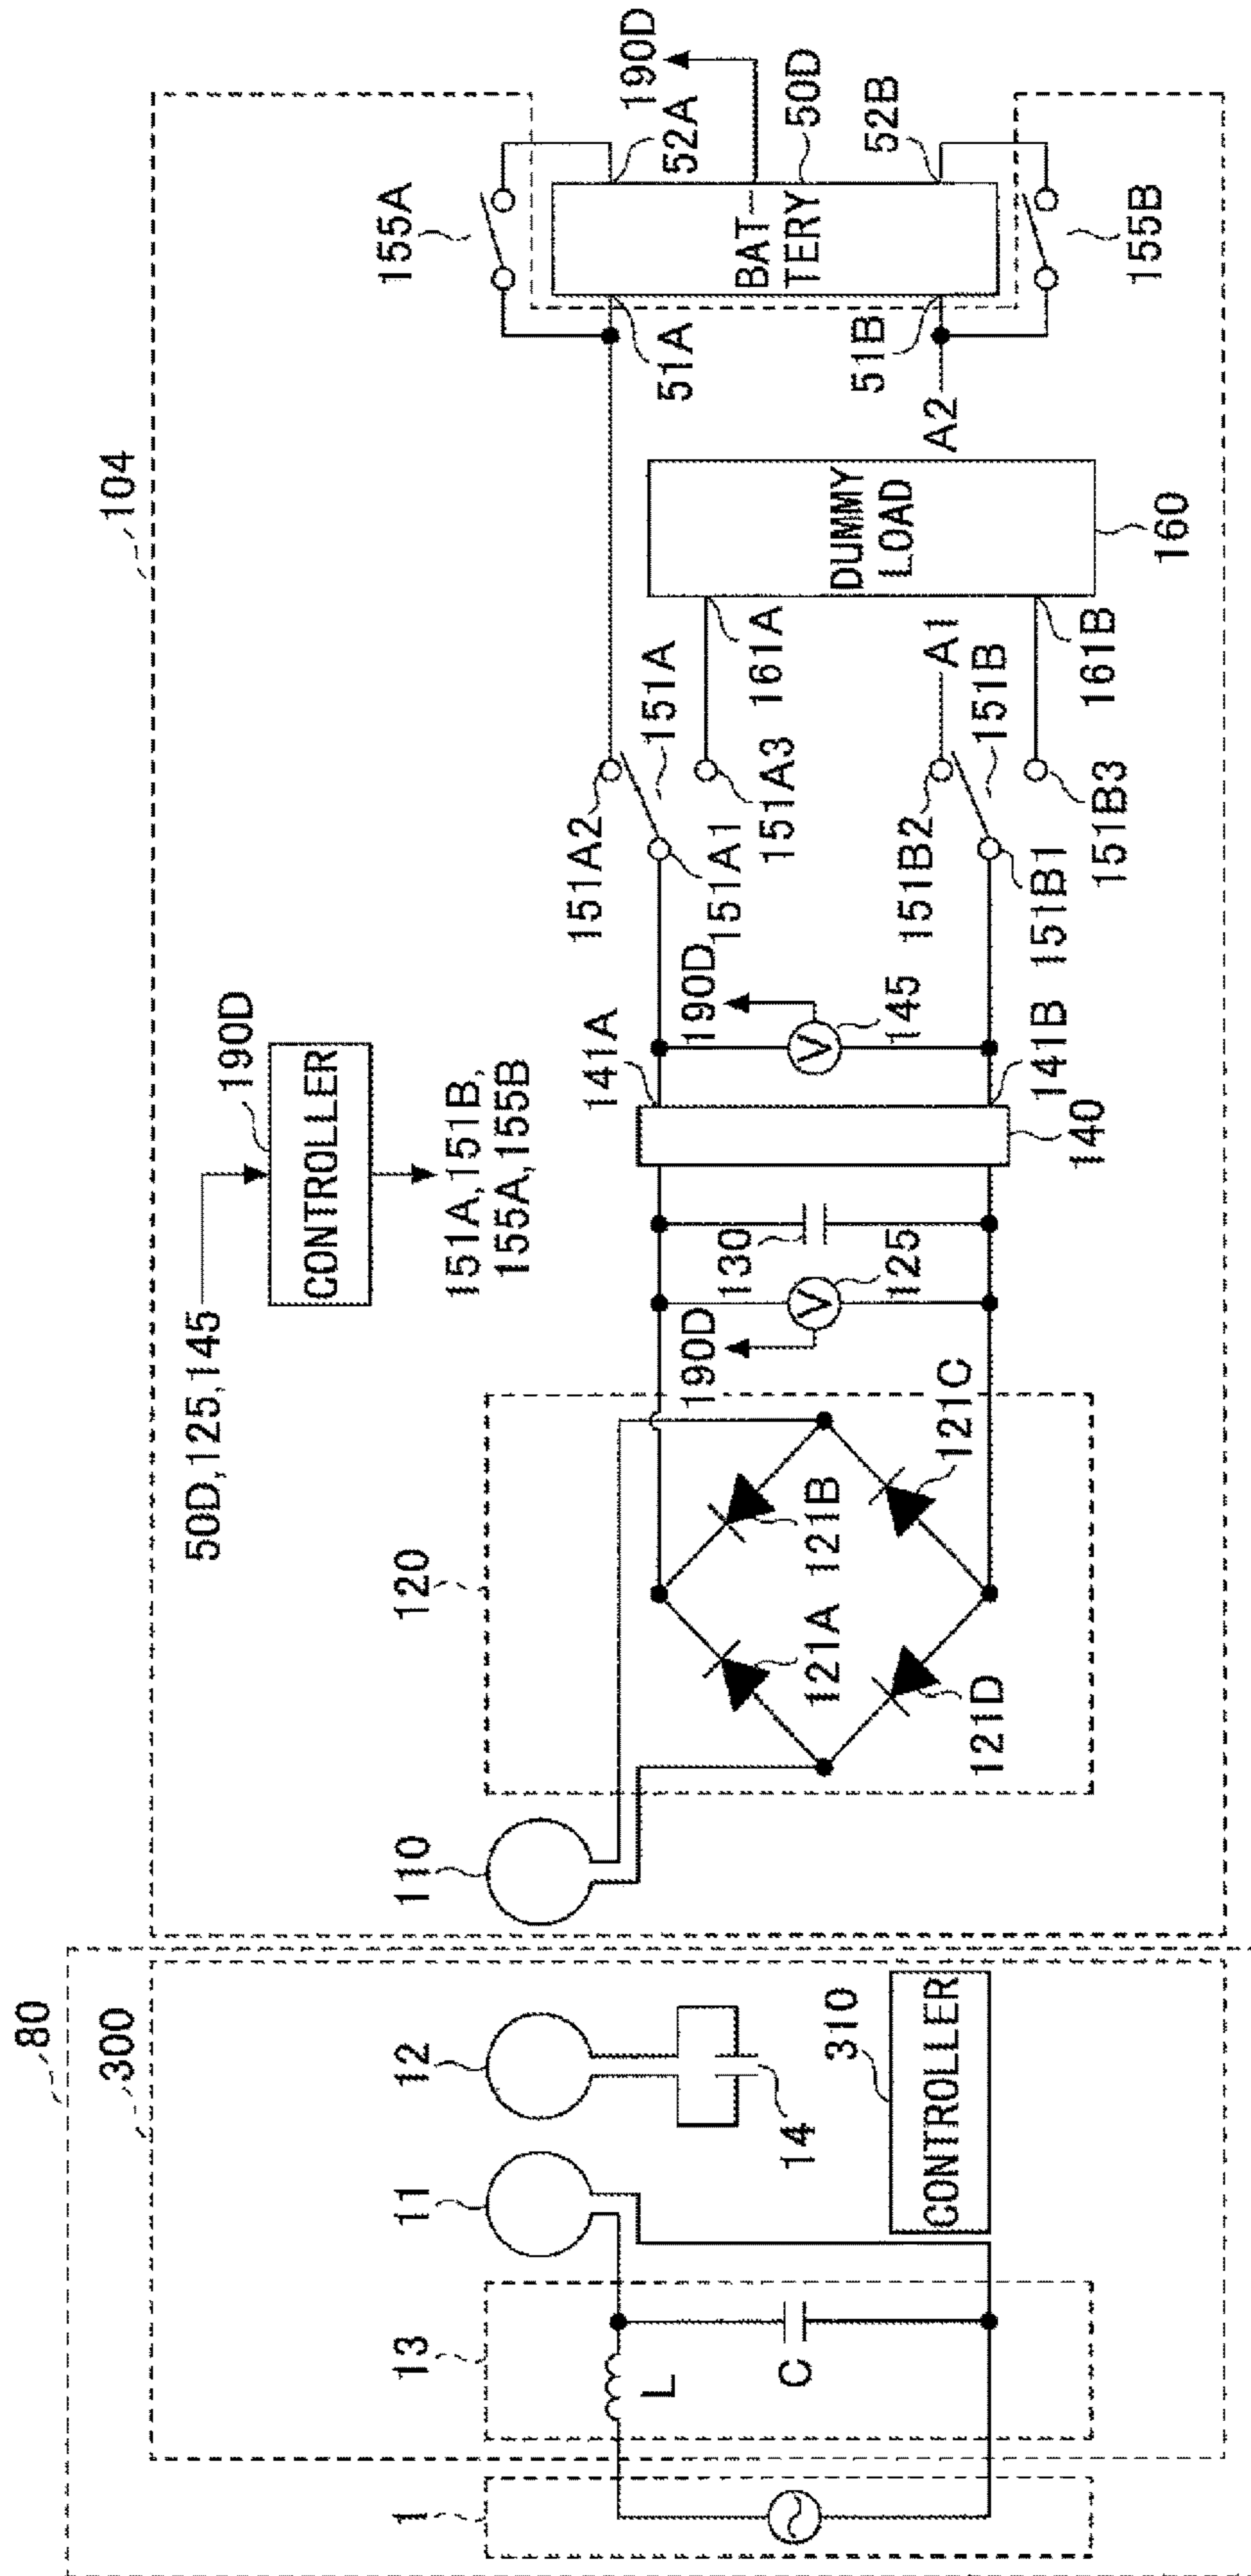 80
300
1
13
L
C
11
12
14
310
CONTROLLER
104
110
120
121A
121B
121C
121D
50D,125,145
190D
CONTROLLER
151A,151B,
155A,155B
190D
125
130
140
141A
141B
190D
145
151A2
151A1
151A3
151A
151B2
151B1
151B3
151B
A1
161A
161B
DUMMY
LOAD
160
A2
51A
51B
155A
155B
BAT-
TERY
52A
52B
50D
190D